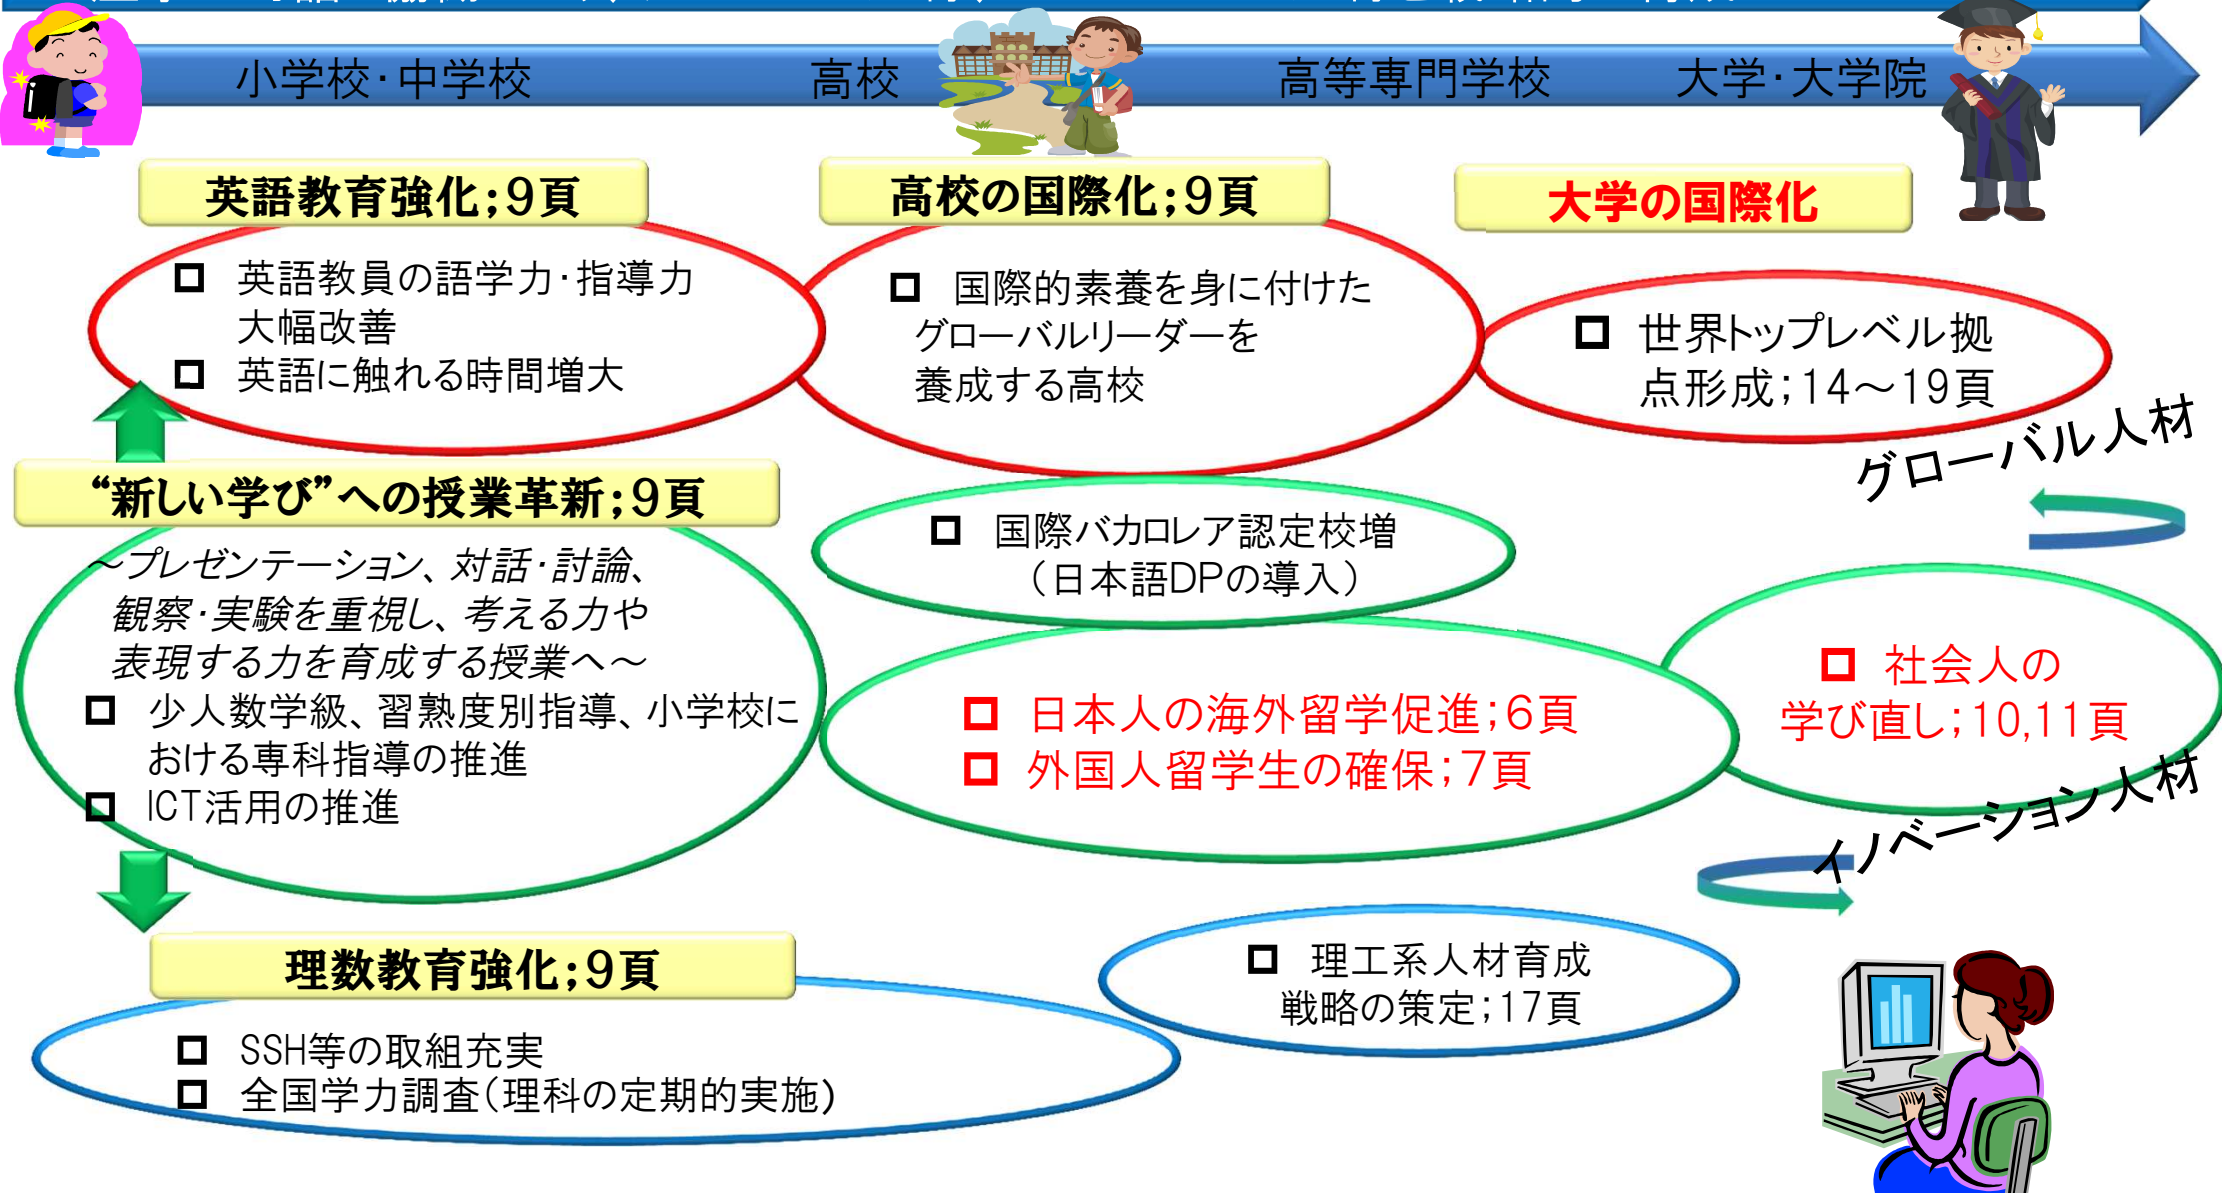 小学校・中学校
高校
高等専門学校
大学・大学院
英語教育強化;9頁
高校の国際化;9頁
大学の国際化
英語教員の語学力・指導力
大幅改善
英語に触れる時間増大
国際的素養を身に付けた
グローバルリーダーを
養成する高校
世界トップレベル拠
点形成;14～19頁
グローバル人材
“新しい学び”への授業革新;9頁
～プレゼンテーション、対話・討論、
観察・実験を重視し、考える力や
表現する力を育成する授業へ～
少人数学級、習熟度別指導、小学校に
おける専科指導の推進
ICT活用の推進
国際バカロレア認定校増
（日本語DPの導入）
日本人の海外留学促進;6頁
外国人留学生の確保;7頁
社会人の
学び直し;10,11頁
イノベーション人材
理数教育強化;9頁
SSH等の取組充実
全国学力調査(理科の定期的実施)
理工系人材育成
戦略の策定;17頁